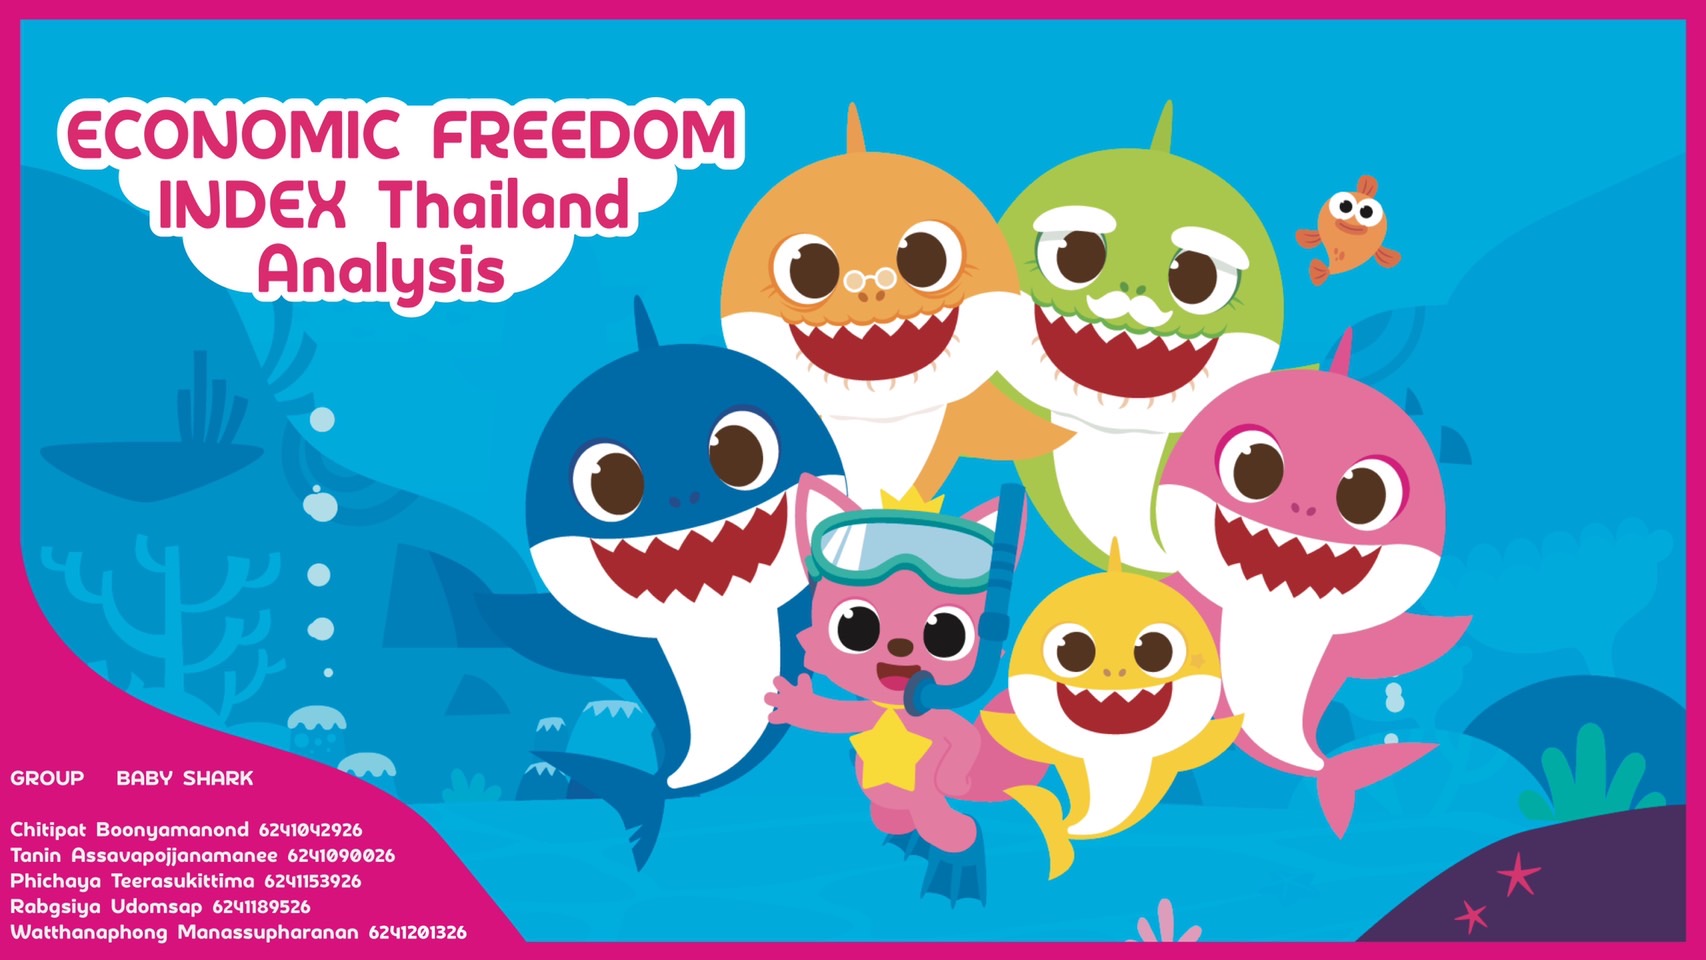 ECONOMIC FREEDOM
INDEX Thailand
Analysis
GROUP BABY SHARK
Chitipat Boonyamanond 6241042926
Tanin Assavapojjanamanee 6241090026
Phichaya Teerasukittima 6241153926
Rabgsiya Udomsap 6241189526
Watthanaphong Manassupharanan 6241201326